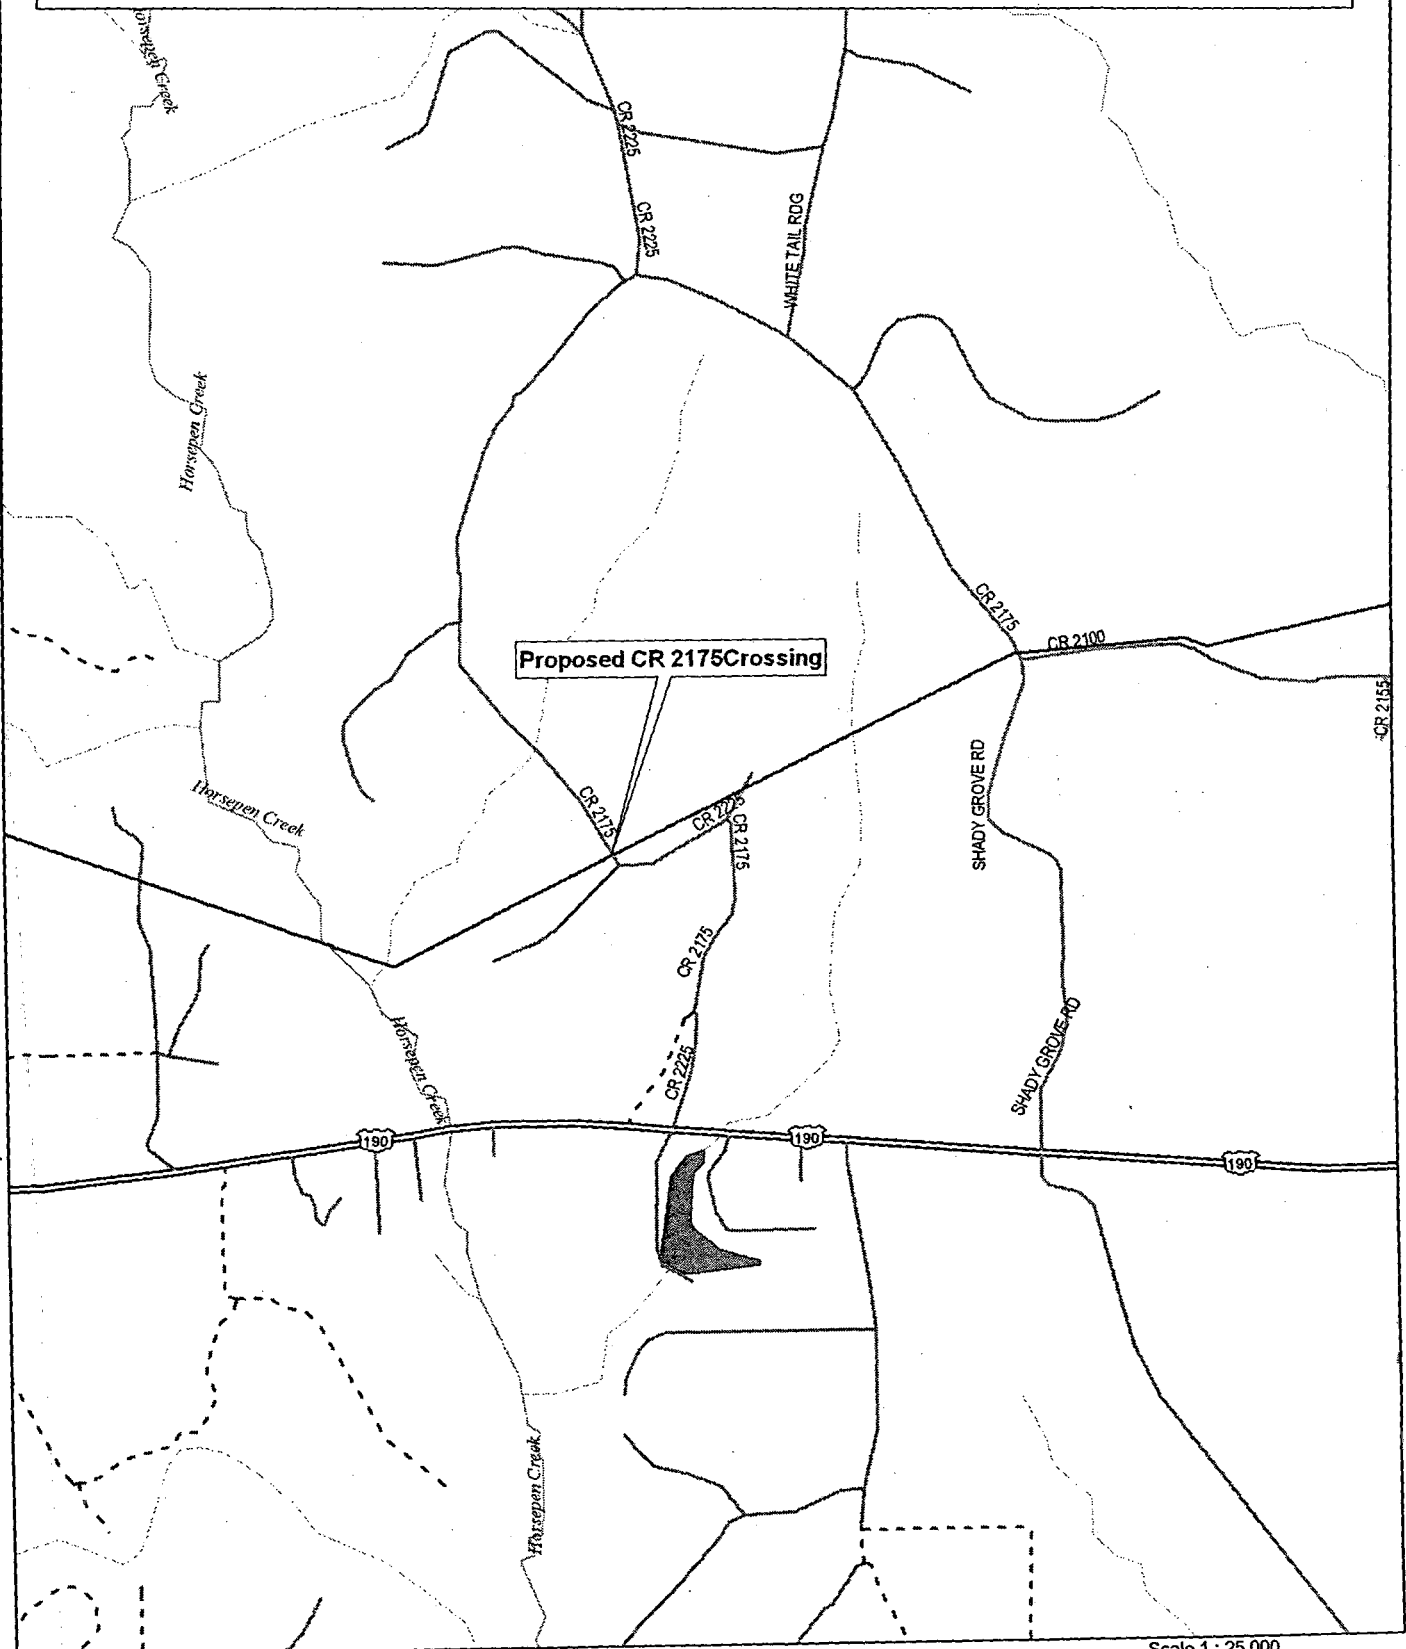 Horsepen Creek
CR 2225
CR 2225
WHITE TAIL RDG
Horsepen Creek
CR 2175
CR 2100
Proposed CR 2175Crossing
CR 2155
SHADY GROVE RD
Horsepen Creek
CR 2175
CR 2225
CR 2175
CR 2175
SHADY GROVE RD
Horsepen Creek
CR 2225
190
190
190
Horsepen Creek
Scale 1 : 25,000